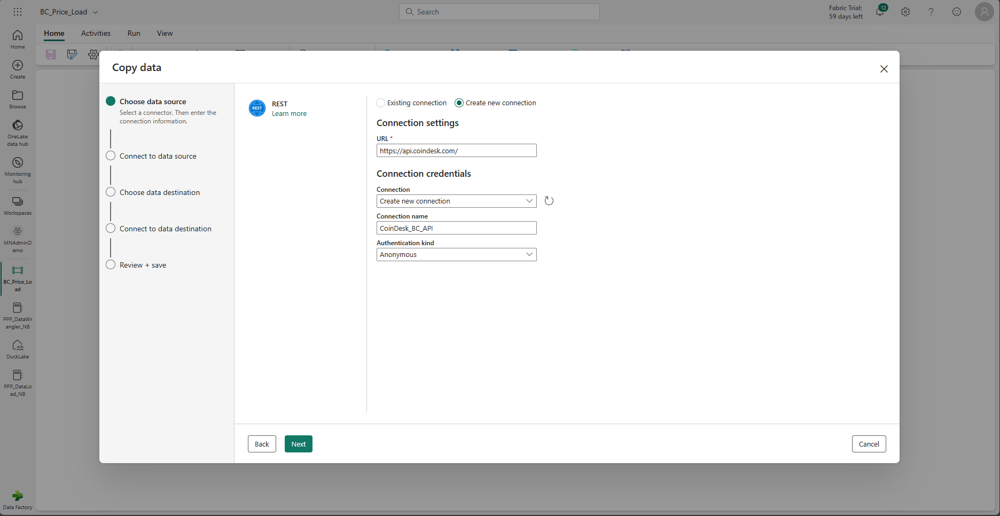 BC_Price_Load
Search
Fabric Trial:
59 days left
12
Home
Activities
Run
View
Home
Create
Browse
OneLake
data hub
Monitoring
hub
Workspaces
MNAdminD
emo
BC_Price_Lo
ad
PPP_DataWr
angler_NB
DuckLake
PPP_DataLo
ad_NB
Data Factory
Copy data
Choose data source
Select a connector. Then enter the
connection information.
Connect to data source
Choose data destination
Connect to data destination
Review + save
REST
REST
Learn more
Existing connection
Create new connection
Connection settings
URL *
https://api.coindesk.com/
Connection credentials
Connection
Create new connection
Connection name
CoinDesk_BC_API
Authentication kind
Anonymous
Back
Next
Cancel